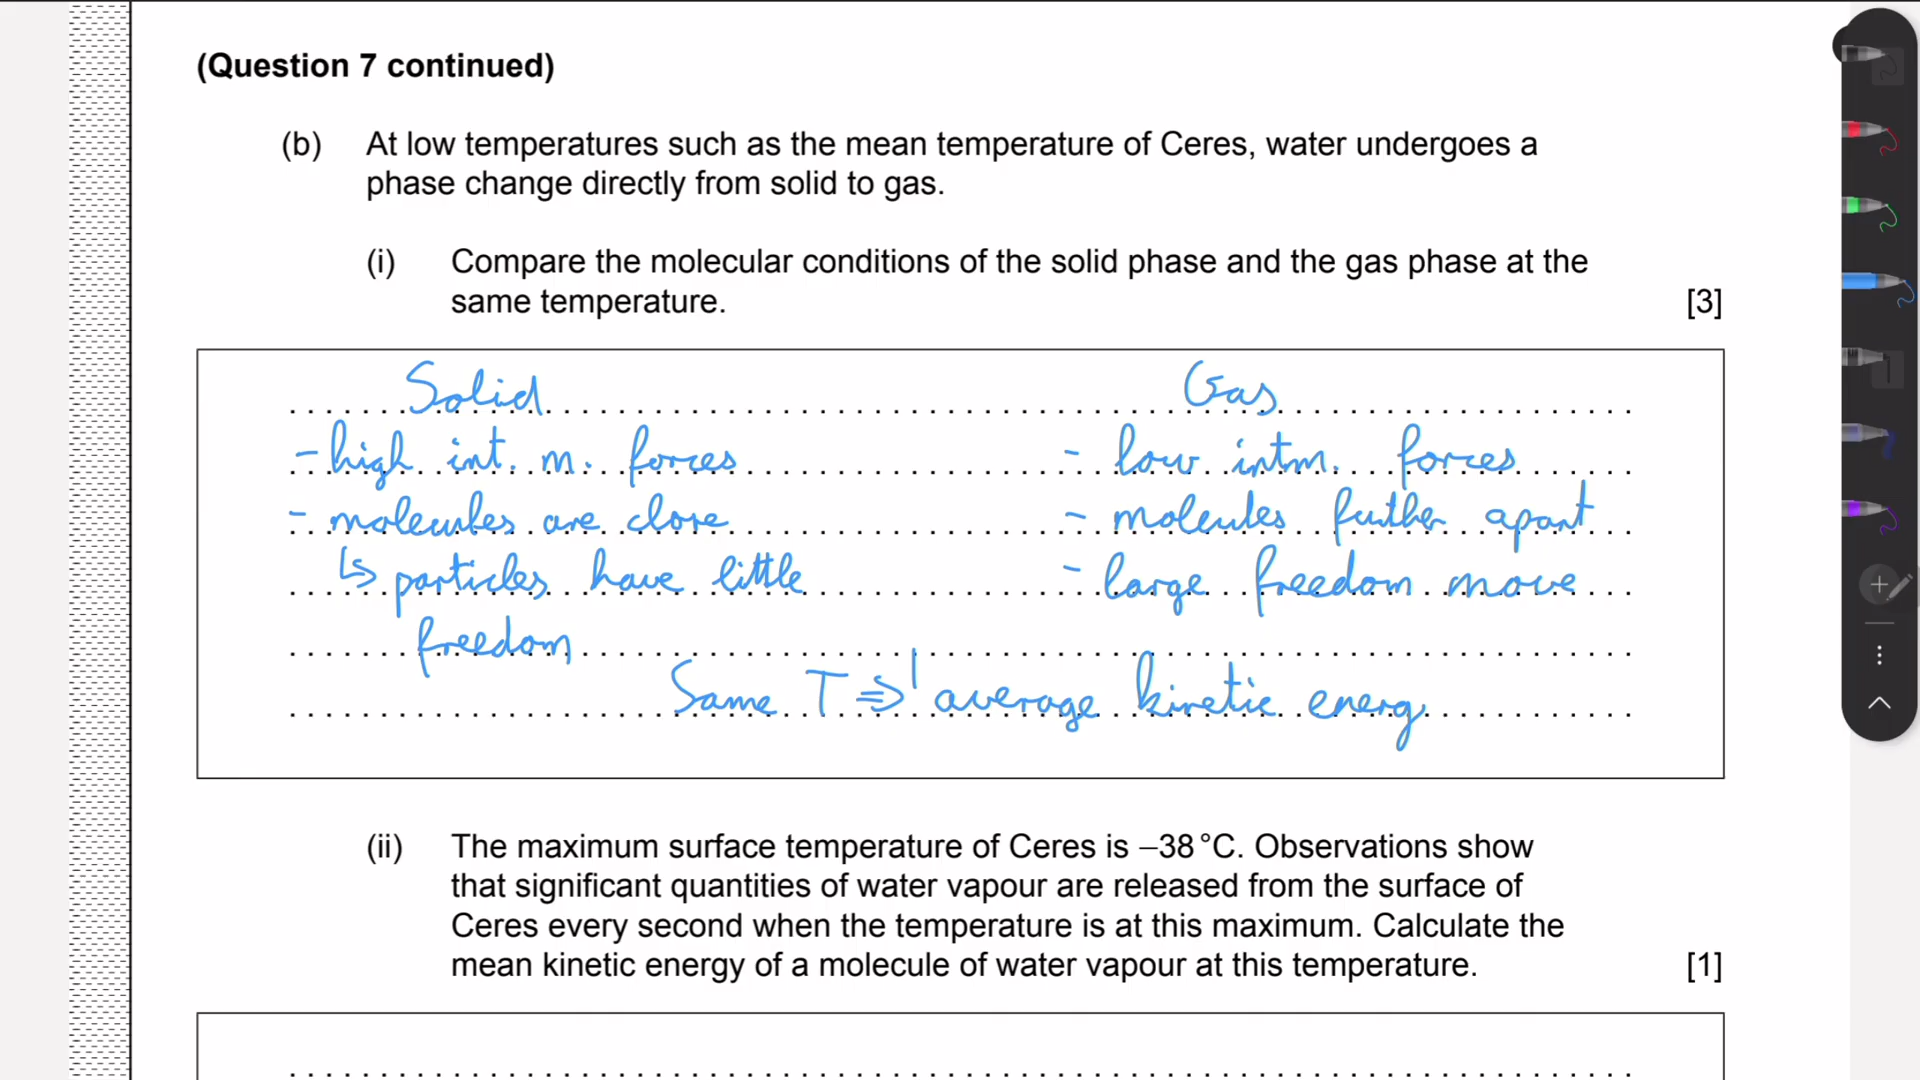 (Question 7 continued)
(b) At low temperatures such as the mean temperature of Ceres, water undergoes a
phase change directly from solid to gas.
(i) Compare the molecular conditions of the solid phase and the gas phase at the
same temperature. [3]
Solid Gas
- high int. m. forces - low intm. forces
- molecules are close - molecules further apart
↳ particles have little - large freedom move
freedom
Same T ⇒ average kinetic energy
(ii) The maximum surface temperature of Ceres is −38 °C. Observations show
that significant quantities of water vapour are released from the surface of
Ceres every second when the temperature is at this maximum. Calculate the
mean kinetic energy of a molecule of water vapour at this temperature. [1]